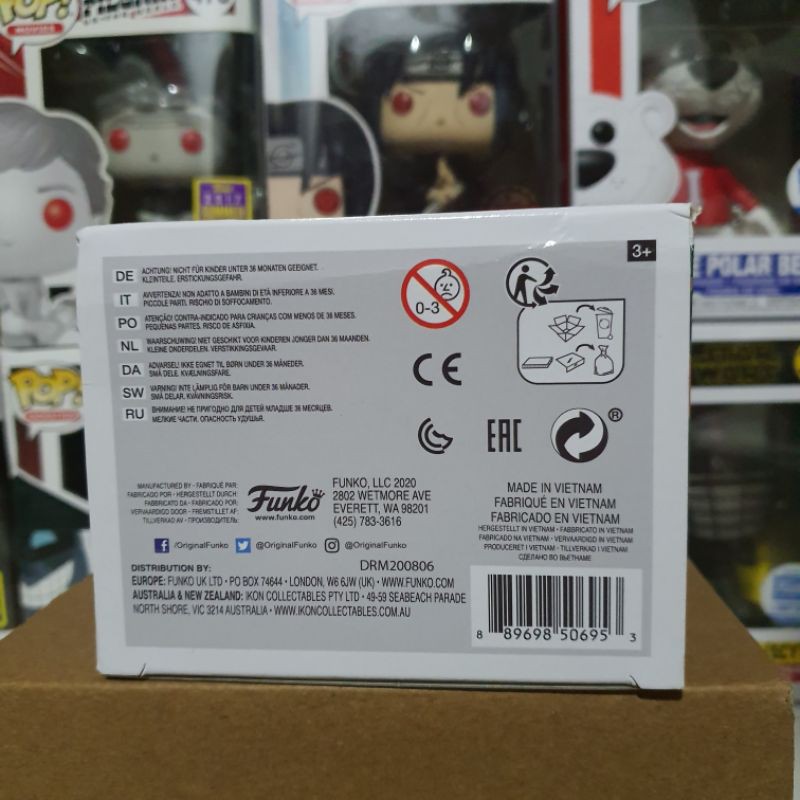 POP!
MOVIES
2017
POLAR BE
POP!
3+
DE ACHTUNG! NICHT FÜR KINDER UNTER 36 MONATEN GEEIGNET.
KLEINTEILE. ERSTICKUNGSGEFAHR.
IT AVVERTENZA! NON ADATTO A BAMBINI DI ETÀ INFERIORE A 36 MESI.
PICCOLE PARTI. RISCHIO DI SOFFOCAMENTO.
PO ATENÇÃO! CONTRA-INDICADO PARA CRIANÇAS COM MENOS DE 36 MESES.
PEQUENAS PARTES. RISCO DE ASFIXIA.
NL WAARSCHUWING! NIET GESCHIKT VOOR KINDEREN JONGER DAN 36 MAANDEN.
KLEINE ONDERDELEN. VERSTIKKINGSGEVAAR.
DA ADVARSEL! IKKE EGNET TIL BØRN UNDER 36 MÅNEDER.
SMÅ DELE. KVÆLNINGSFARE.
SW VARNING! INTE LÄMPLIG FÖR BARN UNDER 36 MÅNADER.
SMÅ DELAR. KVÄVNINGSRISK.
RU ВНИМАНИЕ! НЕ ПРИГОДНО ДЛЯ ДЕТЕЙ МЛАДШЕ 36 МЕСЯЦЕВ.
МЕЛКИЕ ЧАСТИ. ОПАСНОСТЬ УДУШЬЯ.
0-3
CE
EAC
®
MANUFACTURED BY - FABRIQUÉ PAR:
FABRICADO POR - HERGESTELLT DURCH:
FABBRICATO DA - FABRICADO POR:
VERVAARDIGD DOOR - FREMSTILLET AF:
TILLVERKAD AV - ПРОИЗВОДИТЕЛЬ:
Funko
www.funko.com
FUNKO, LLC 2020
2802 WETMORE AVE
EVERETT, WA 98201
(425) 783-3616
MADE IN VIETNAM
FABRIQUÉ EN VIETNAM
FABRICADO EN VIETNAM
HERGESTELLT IN VIETNAM - FABBRICATO IN VIETNAM
FABRICADO NA VIETNAM - VERVAARDIGD IN VIETNAM
PRODUCERET I VIETNAM - TILLVERKAD I VIETNAM
СДЕЛАНО ВО ВЬЕТНАМЕ
/OriginalFunko @OriginalFunko @OriginalFunko
DRM200806
DISTRIBUTION BY:
EUROPE: FUNKO UK LTD • PO BOX 74644 • LONDON, W6 6JW (UK) • WWW.FUNKO.COM
AUSTRALIA & NEW ZEALAND: IKON COLLECTABLES PTY LTD • 49-59 SEABEACH PARADE
NORTH SHORE, VIC 3214 AUSTRALIA • WWW.IKONCOLLECTABLES.COM.AU
8 89698 50695 3